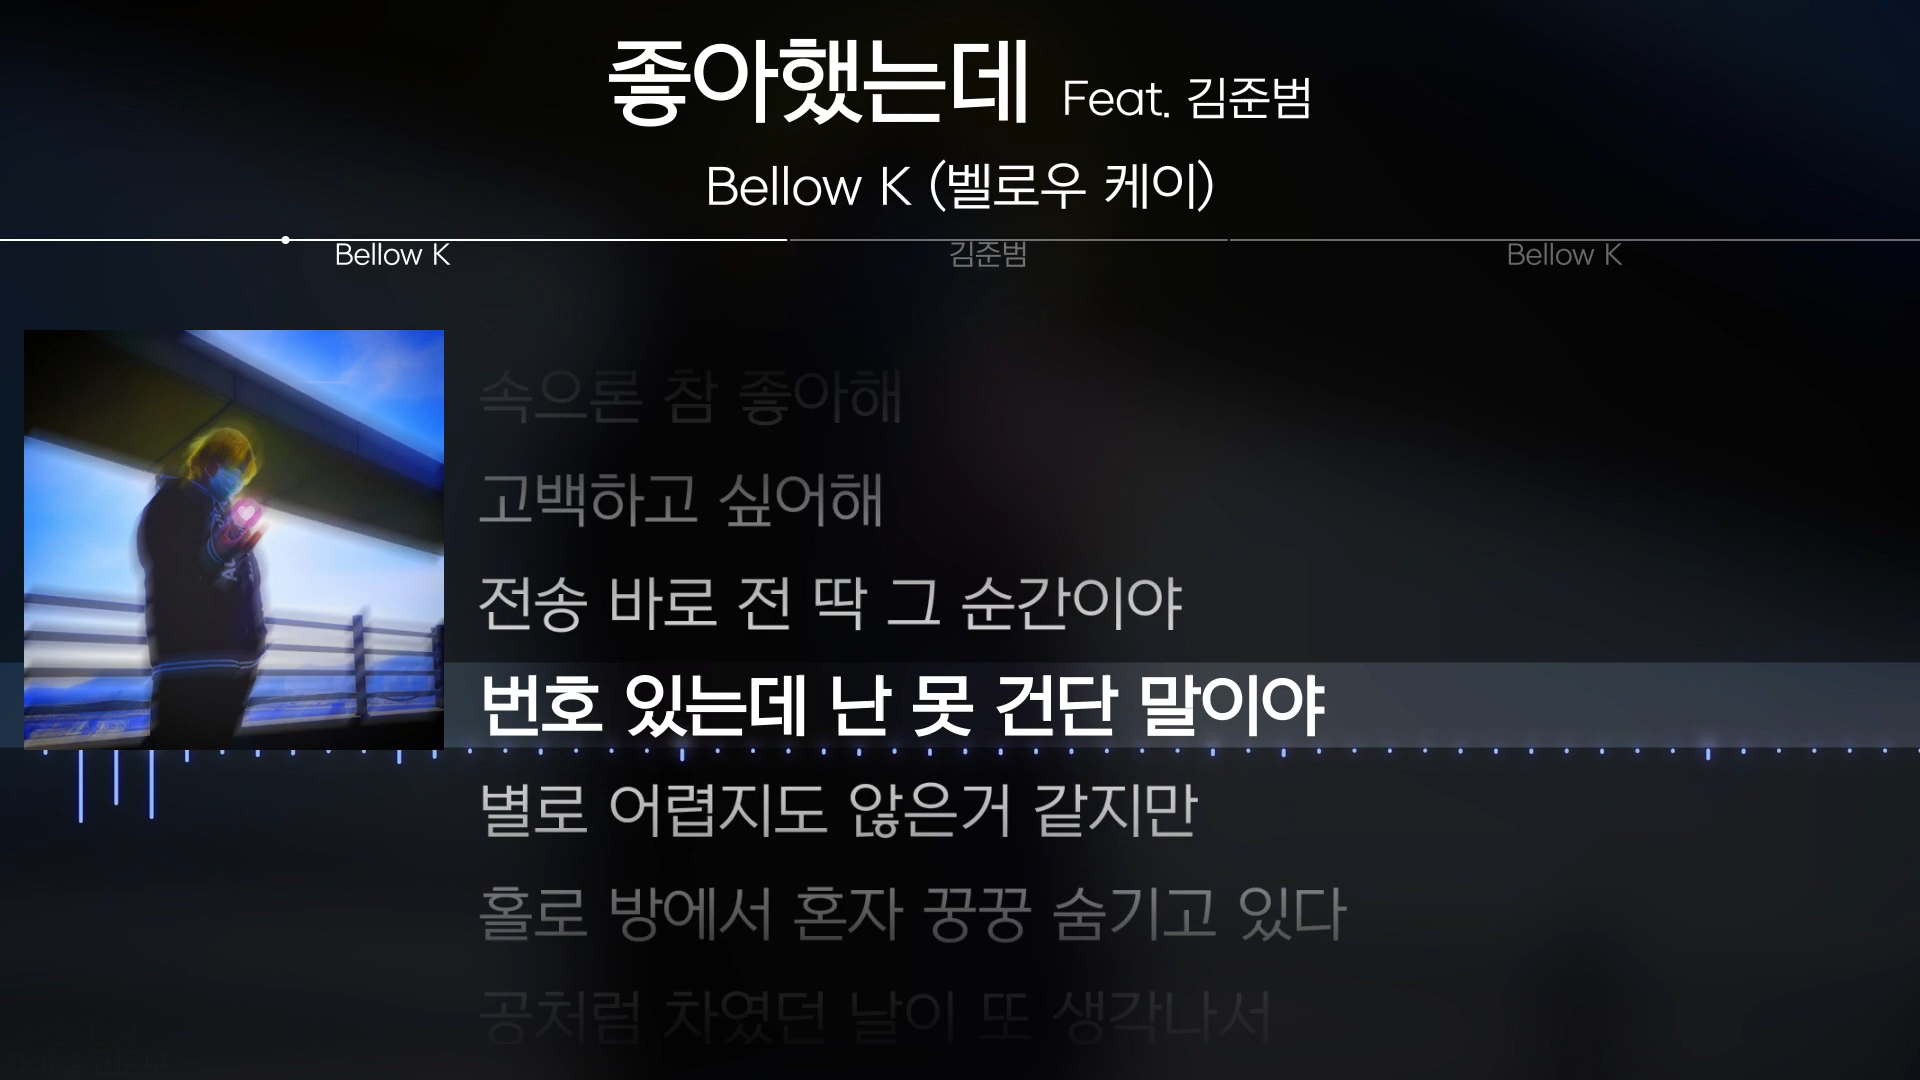 좋아했는데 Feat. 김준범
Bellow K (벨로우 케이)
Bellow K 김준범 Bellow K
속으론 참 좋아해
고백하고 싶어해
전송 바로 전 딱 그 순간이야
번호 있는데 난 못 건단 말이야
별로 어렵지도 않은거 같지만
홀로 방에서 혼자 꿍꿍 숨기고 있다
공처럼 차였던 날이 또 생각나서